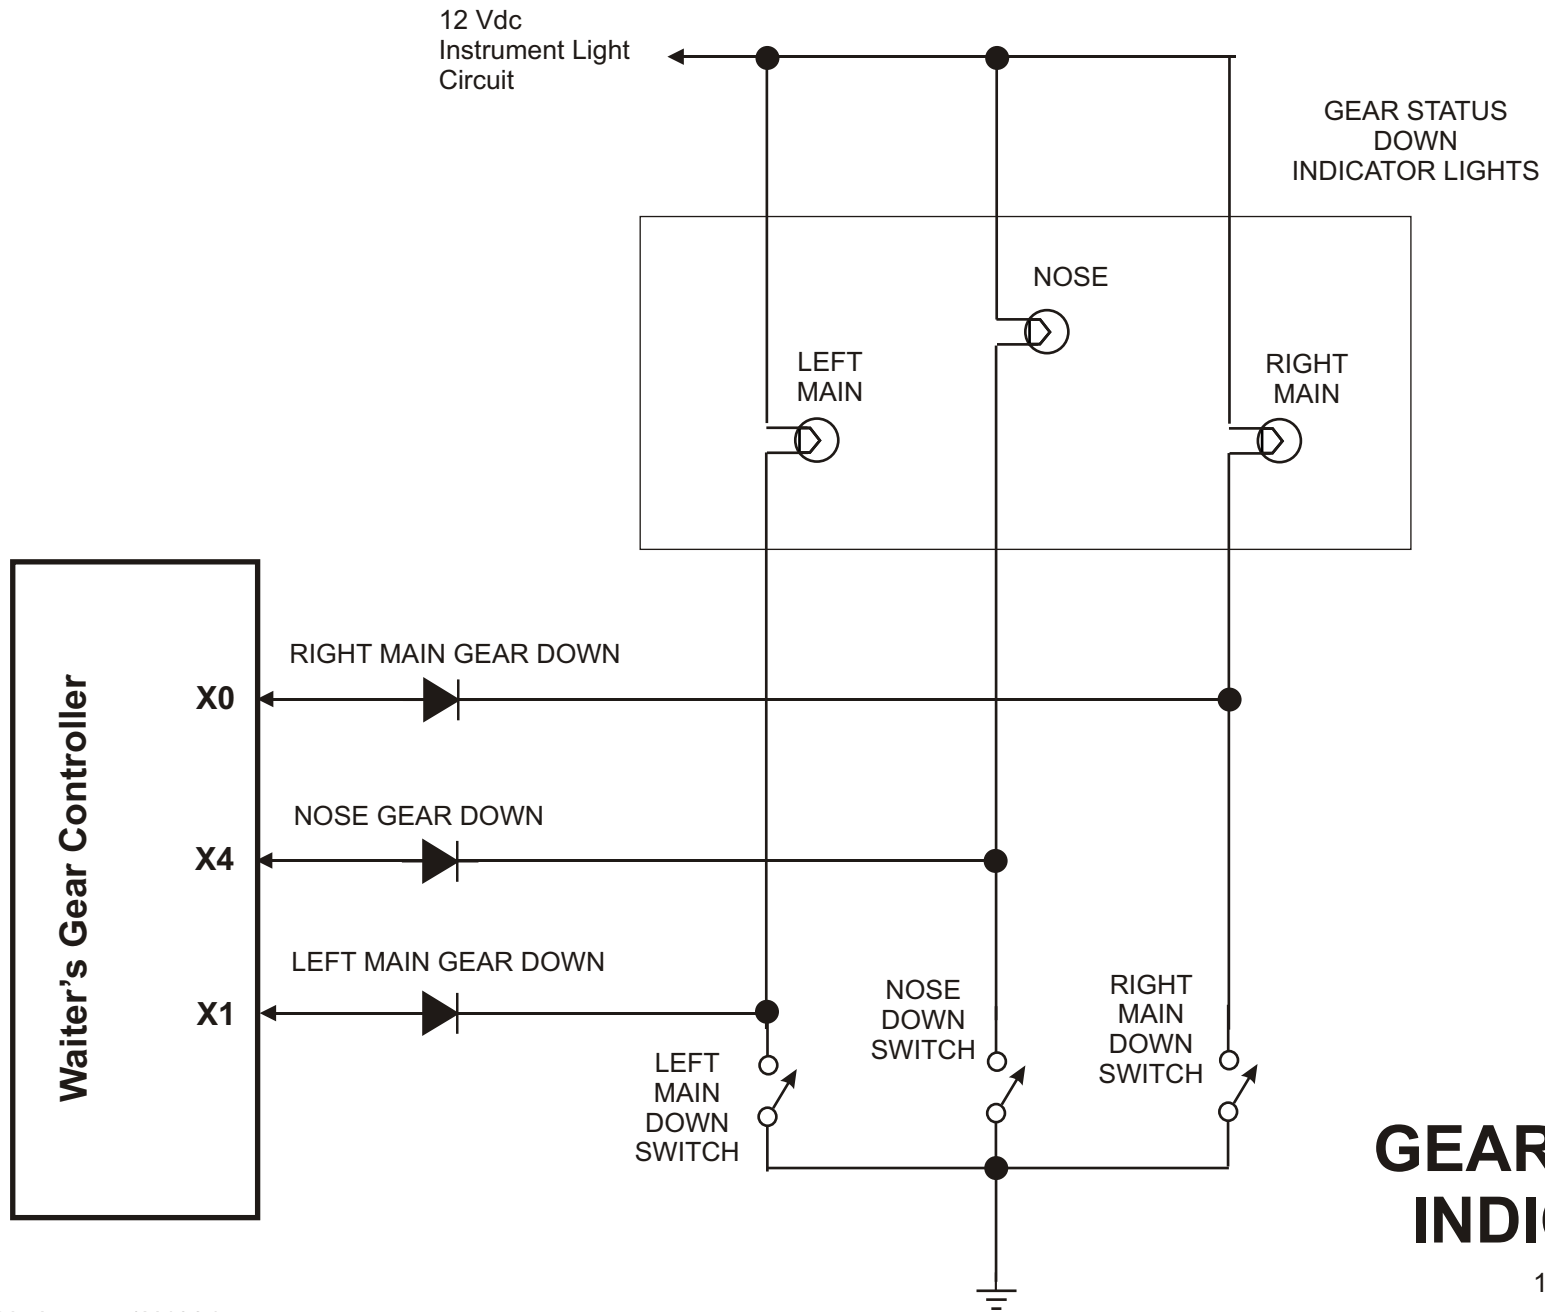 12 Vdc
Instrument Light
Circuit
GEAR STATUS
DOWN
INDICATOR LIGHTS
NOSE
LEFT
MAIN
RIGHT
MAIN
Waiter's Gear Controller
X0
RIGHT MAIN GEAR DOWN
X4
NOSE GEAR DOWN
X1
LEFT MAIN GEAR DOWN
LEFT
MAIN
DOWN
SWITCH
NOSE
DOWN
SWITCH
RIGHT
MAIN
DOWN
SWITCH
GEAR